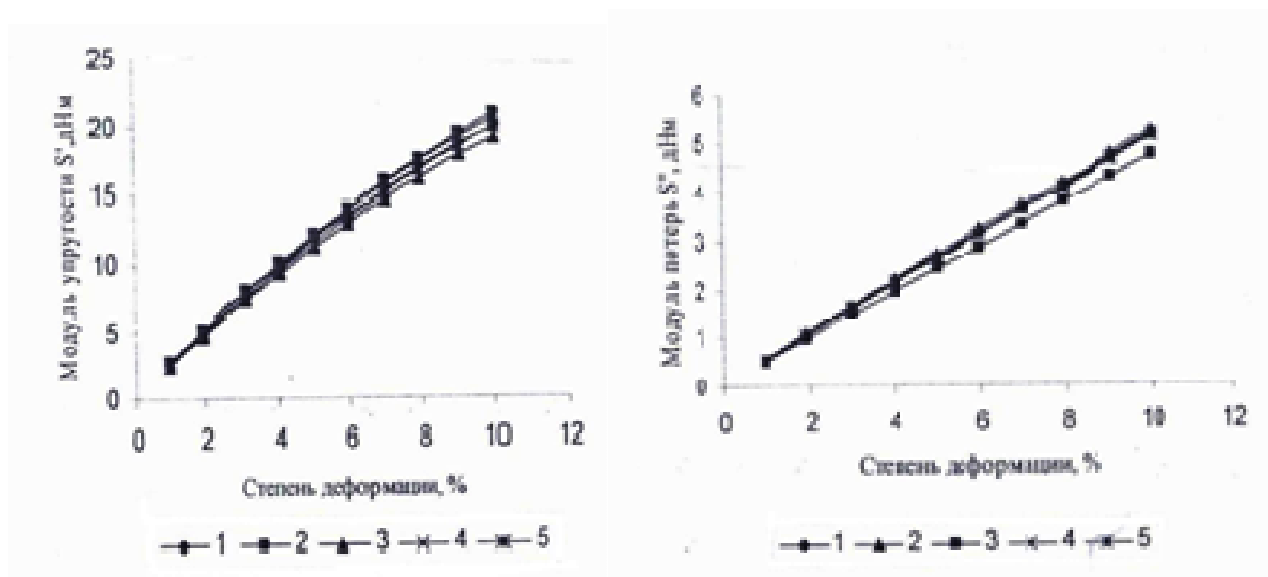 Модуль упругости S',дНм
25
20
15
10
5
0
0 2 4 6 8 10 12
Степень деформации, %
1 2 3 4 5
Модуль потерь S", дНм
6
5
4
3
2
1
0
0 2 4 6 8 10 12
Степень деформации, %
1 2 3 4 5